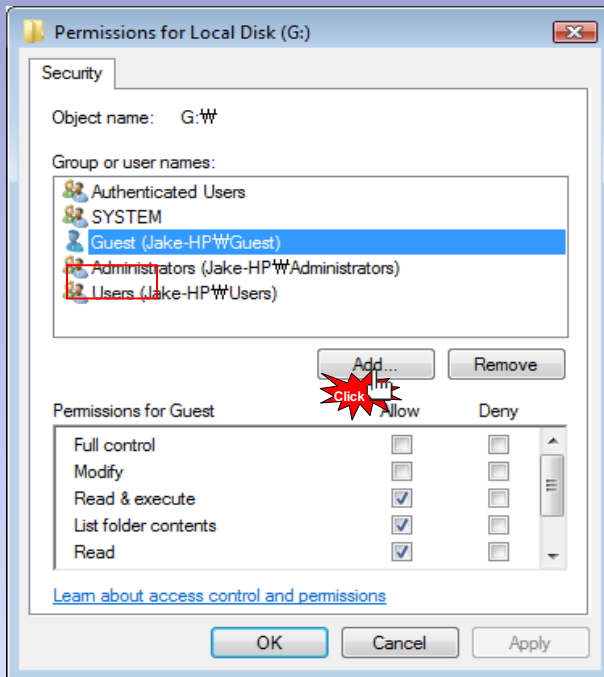 Permissions for Local Disk (G:)
Security
Object name: G:₩
Group or user names:
Authenticated Users
SYSTEM
Guest (Jake-HP₩Guest)
Administrators (Jake-HP₩Administrators)
Users (Jake-HP₩Users)
Add... Remove
Click
Permissions for Guest Allow Deny
Full control
Modify
Read & execute
List folder contents
Read
Learn about access control and permissions
OK Cancel Apply